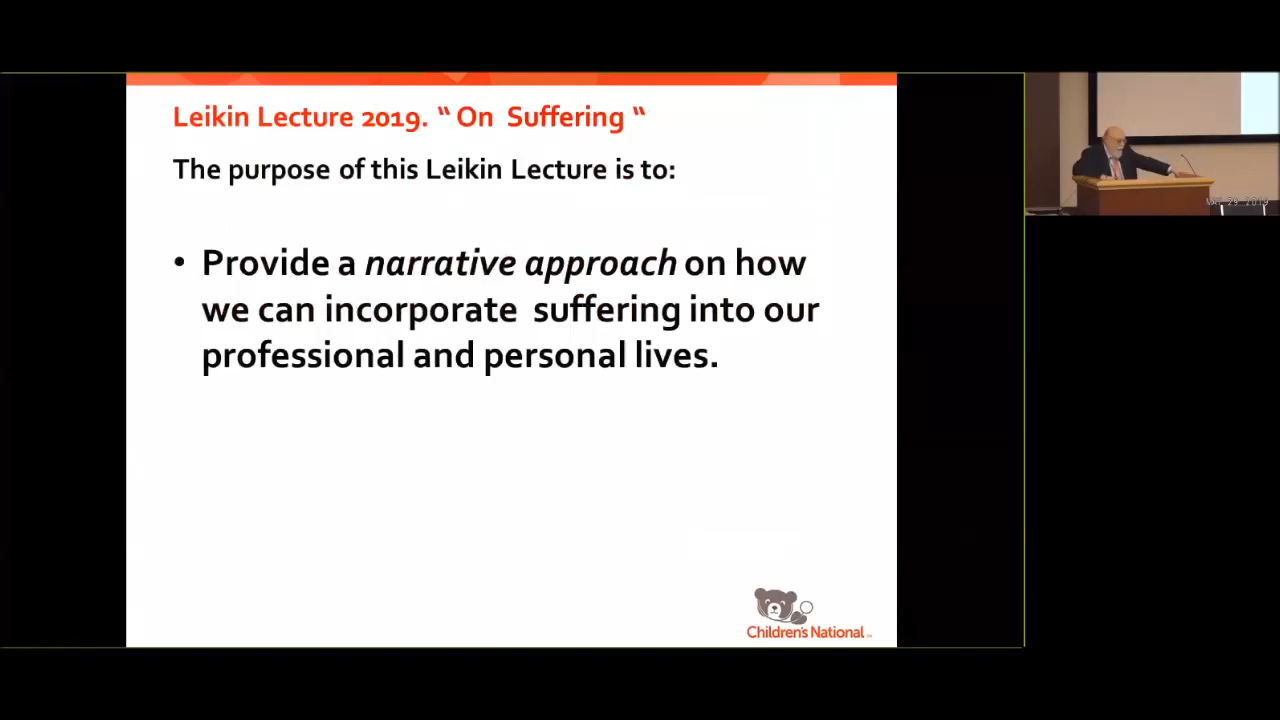 Leikin Lecture 2019. “ On Suffering “
The purpose of this Leikin Lecture is to:
• Provide a narrative approach on how
we can incorporate suffering into our
professional and personal lives.
Children's National